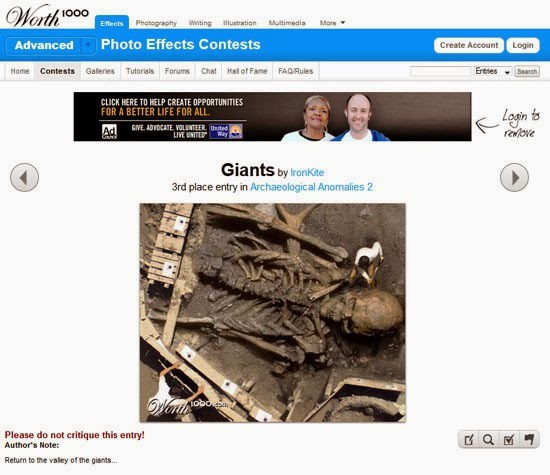 Worth1000
Effects Photography Writing Illustration Multimedia More
Advanced Photo Effects Contests Create Account Login
Home Contests Galleries Tutorials Forums Chat Hall of Fame FAQ/Rules Entries Search
CLICK HERE TO HELP CREATE OPPORTUNITIES
FOR A BETTER LIFE FOR ALL.
Ad Council
GIVE. ADVOCATE. VOLUNTEER.
LIVE UNITED
United Way
Login to
remove
Giants by IronKite
3rd place entry in Archaeological Anomalies 2
Worth1000.com
Please do not critique this entry!
Author's Note:
Return to the valley of the giants...